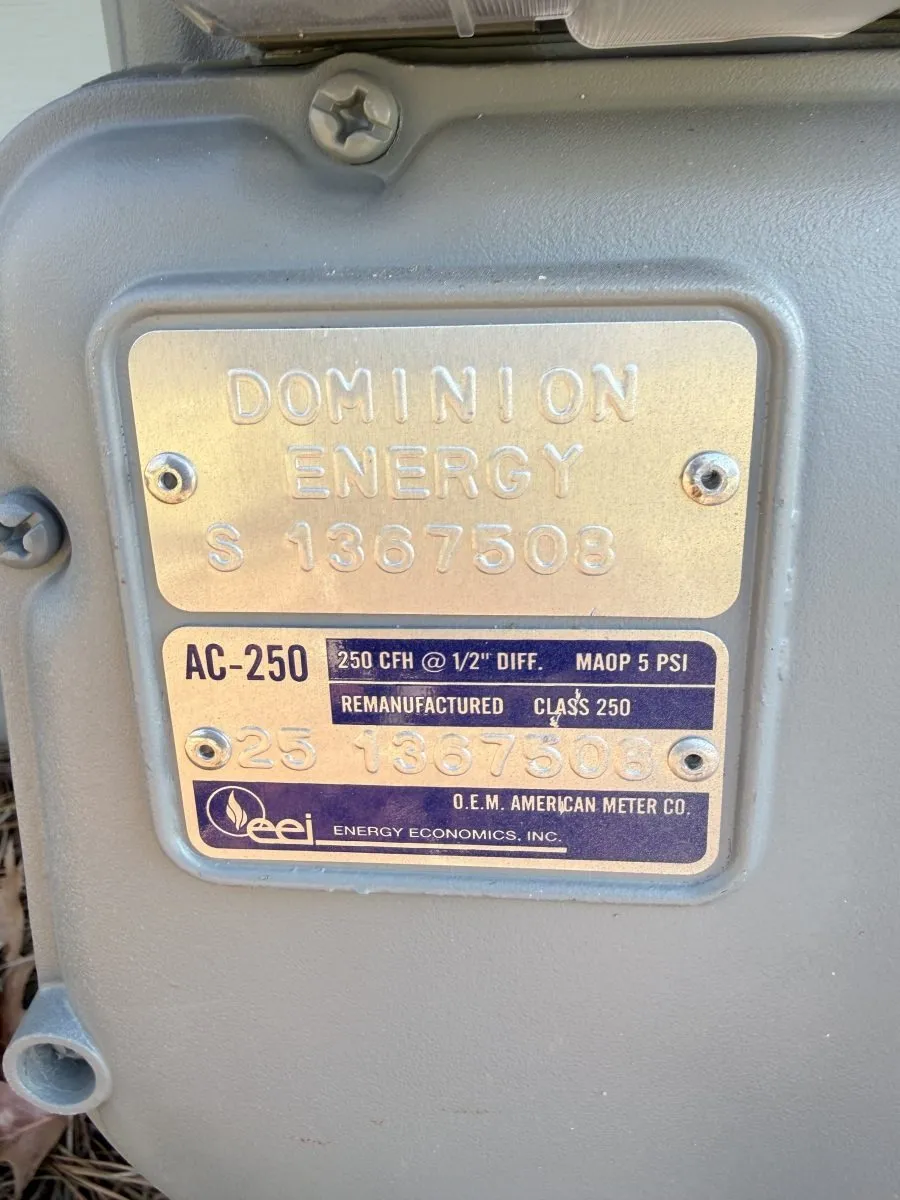 DOMINION
ENERGY
S 1367508
AC-250
250 CFH @ 1/2" DIFF. MAOP 5 PSI
REMANUFACTURED CLASS 250
25 1367508
O.E.M. AMERICAN METER CO.
eei ENERGY ECONOMICS, INC.